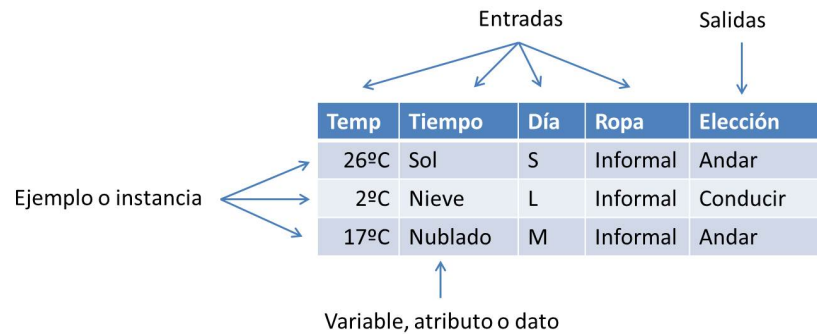 Entradas Salidas
Temp Tiempo Día Ropa Elección
26ºC Sol S Informal Andar
Ejemplo o instancia 2ºC Nieve L Informal Conducir
17ºC Nublado M Informal Andar
Variable, atributo o dato